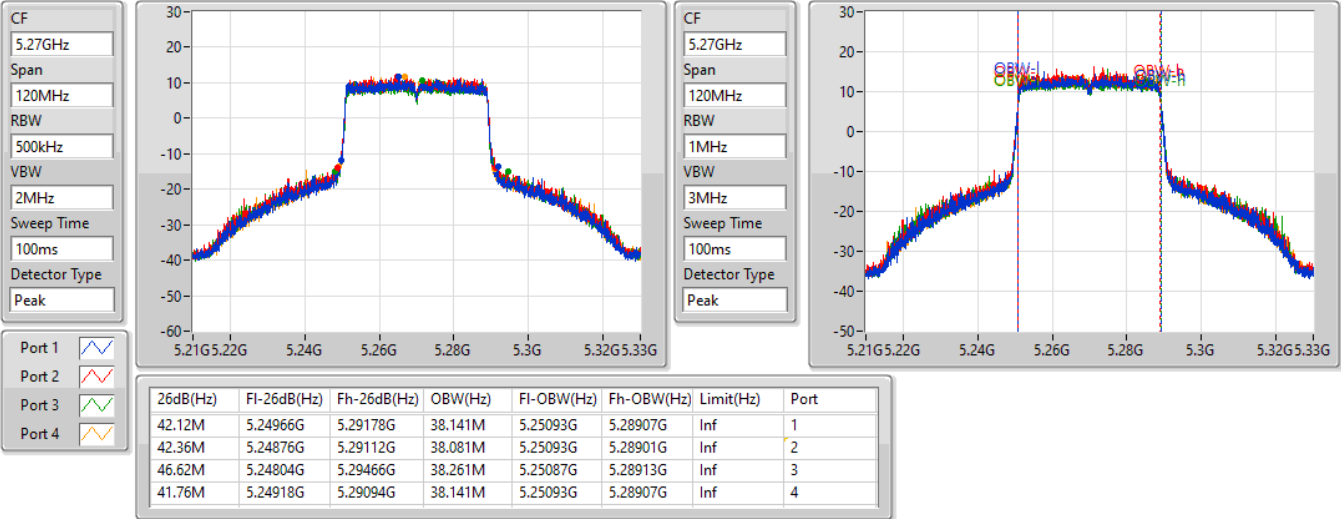 CF
5.27GHz
Span
120MHz
RBW
500kHz
VBW
2MHz
Sweep Time
100ms
Detector Type
Peak
30
20
10
0
-10
-20
-30
-40
-50
-60
5.21G 5.22G 5.24G 5.26G 5.28G 5.3G 5.32G 5.33G
CF
5.27GHz
Span
120MHz
RBW
1MHz
VBW
3MHz
Sweep Time
100ms
Detector Type
Peak
30
20
10
0
-10
-20
-30
-40
-50
OBW-l
OBW-h
5.21G 5.22G 5.24G 5.26G 5.28G 5.3G 5.32G 5.33G
Port 1
Port 2
Port 3
Port 4
26dB(Hz) Fl-26dB(Hz) Fh-26dB(Hz) OBW(Hz) Fl-OBW(Hz) Fh-OBW(Hz) Limit(Hz) Port
42.12M 5.24966G 5.29178G 38.141M 5.25093G 5.28907G Inf 1
42.36M 5.24876G 5.29112G 38.081M 5.25093G 5.28901G Inf 2
46.62M 5.24804G 5.29466G 38.261M 5.25087G 5.28913G Inf 3
41.76M 5.24918G 5.29094G 38.141M 5.25093G 5.28907G Inf 4